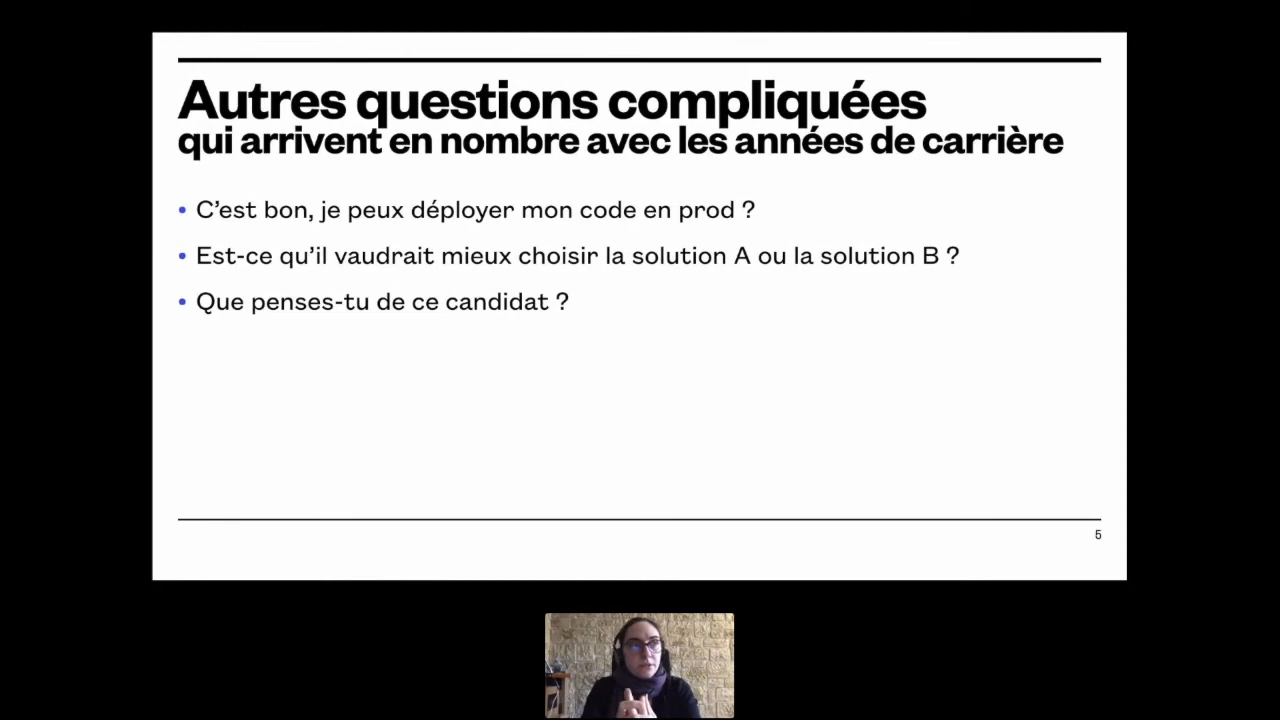 Autres questions compliquées
qui arrivent en nombre avec les années de carrière
• C’est bon, je peux déployer mon code en prod ?
• Est-ce qu’il vaudrait mieux choisir la solution A ou la solution B ?
• Que penses-tu de ce candidat ?
5